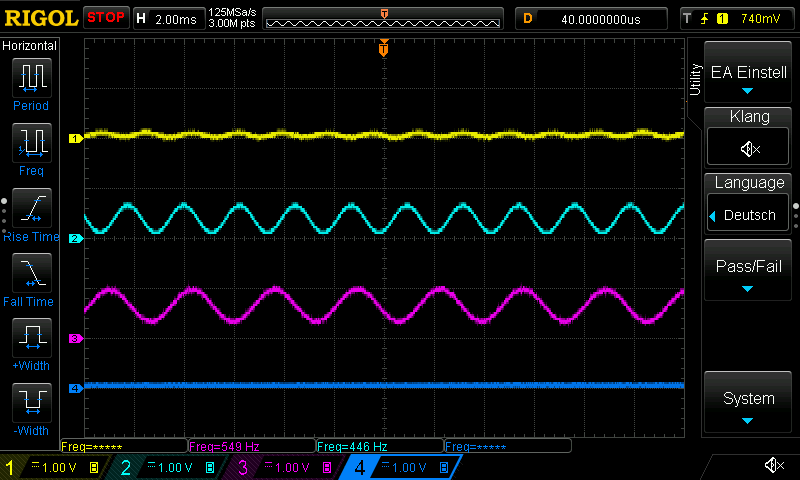 RIGOL STOP H 2.00ms 125MSa/s 3.00M pts D 40.0000000us T 1 740mV
T
Horizontal
Period
Freq
Rise Time
Fall Time
+Width
-Width
1
2
3
4
Utility
EA Einstell
Klang
Language
Deutsch
Pass/Fail
System
Freq=***** Freq=549 Hz Freq=446 Hz Freq=*****
1 1.00 V B 2 1.00 V B 3 1.00 V B 4 1.00 V B